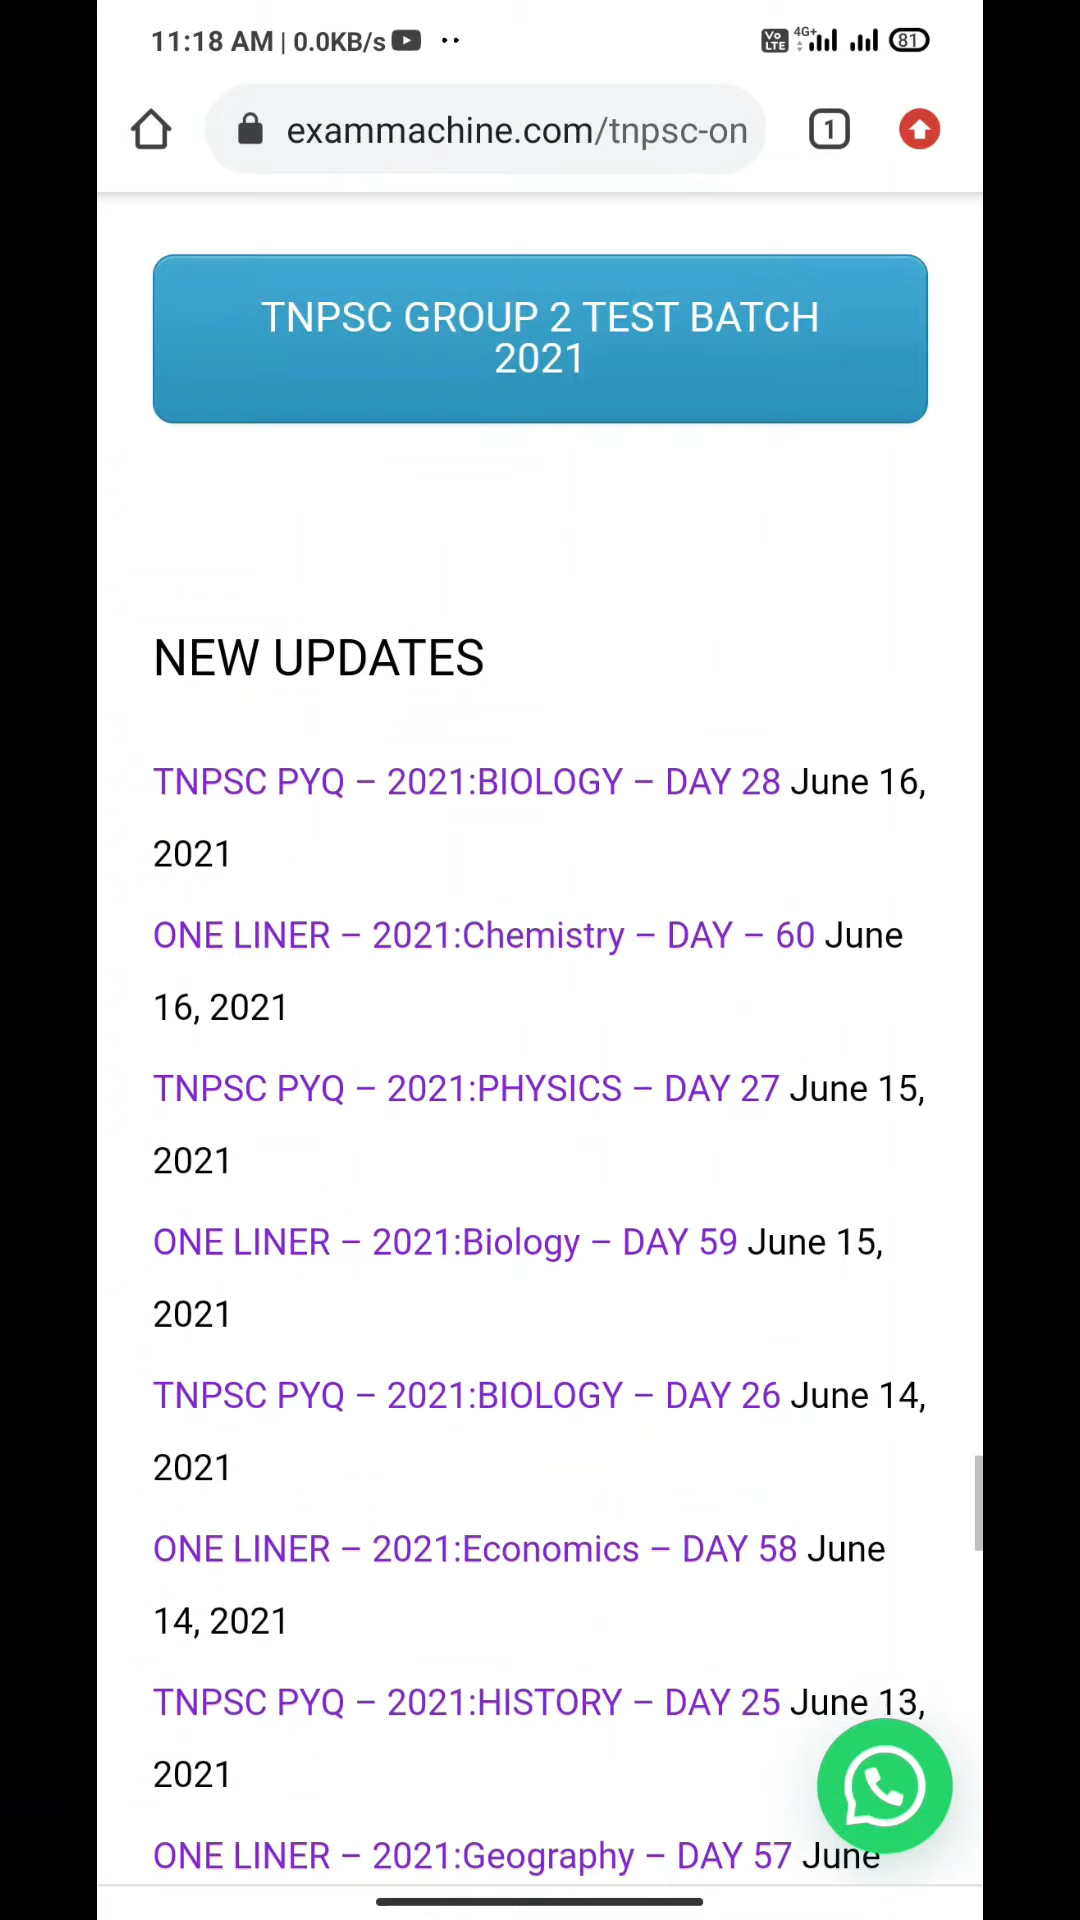 11:18 AM | 0.0KB/s
Vo LTE 4G+ 81
exammachine.com/tnpsc-on
1
TNPSC GROUP 2 TEST BATCH
2021
NEW UPDATES
TNPSC PYQ – 2021:BIOLOGY – DAY 28 June 16,
2021
ONE LINER – 2021:Chemistry – DAY – 60 June
16, 2021
TNPSC PYQ – 2021:PHYSICS – DAY 27 June 15,
2021
ONE LINER – 2021:Biology – DAY 59 June 15,
2021
TNPSC PYQ – 2021:BIOLOGY – DAY 26 June 14,
2021
ONE LINER – 2021:Economics – DAY 58 June
14, 2021
TNPSC PYQ – 2021:HISTORY – DAY 25 June 13,
2021
ONE LINER – 2021:Geography – DAY 57 June